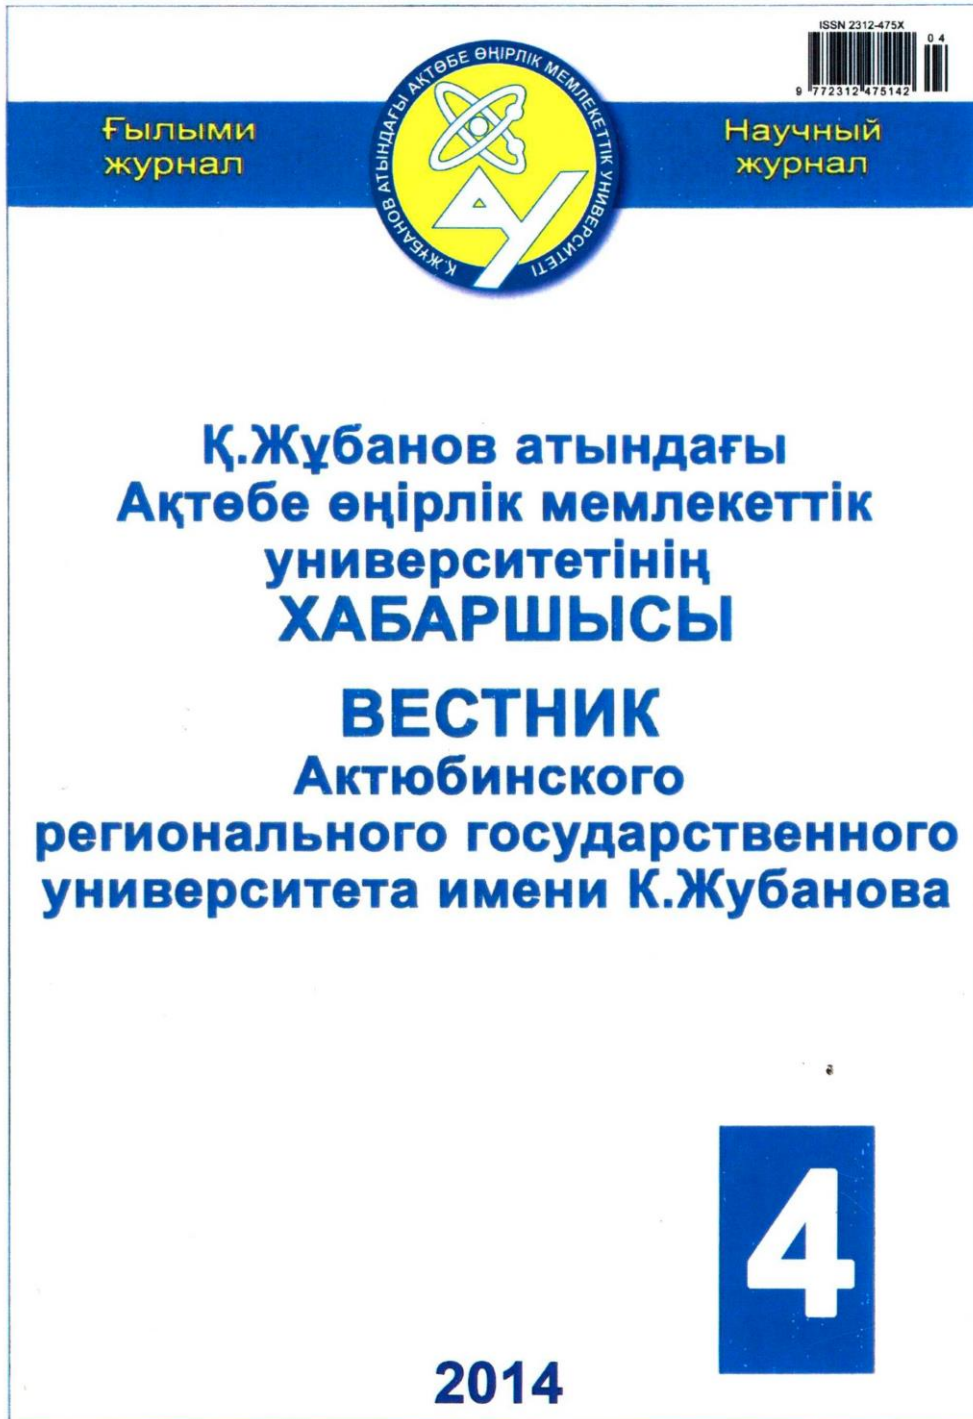 ISSN 2312-475X
04
9 772312 475142
Ғылыми
журнал
Қ.ЖҰБАНОВ АТЫНДАҒЫ АҚТӨБЕ ӨҢІРЛІК МЕМЛЕКЕТТІК УНИВЕРСИТЕТІ
АУ
Научный
журнал
Қ.Жұбанов атындағы
Ақтөбе өңірлік мемлекеттік
университетінің
ХАБАРШЫСЫ
ВЕСТНИК
Актюбинского
регионального государственного
университета имени К.Жубанова
4
2014